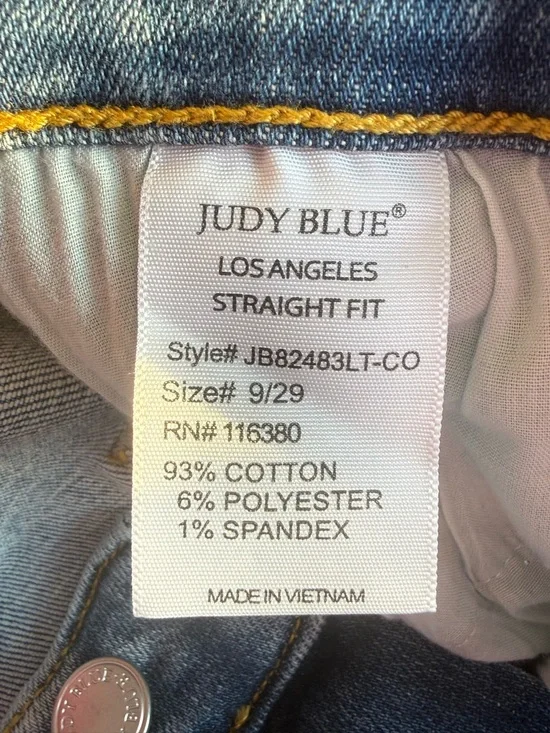 JUDY BLUE®
LOS ANGELES
STRAIGHT FIT
Style# JB82483LT-CO
Size# 9/29
RN# 116380
93% COTTON
6% POLYESTER
1% SPANDEX
MADE IN VIETNAM